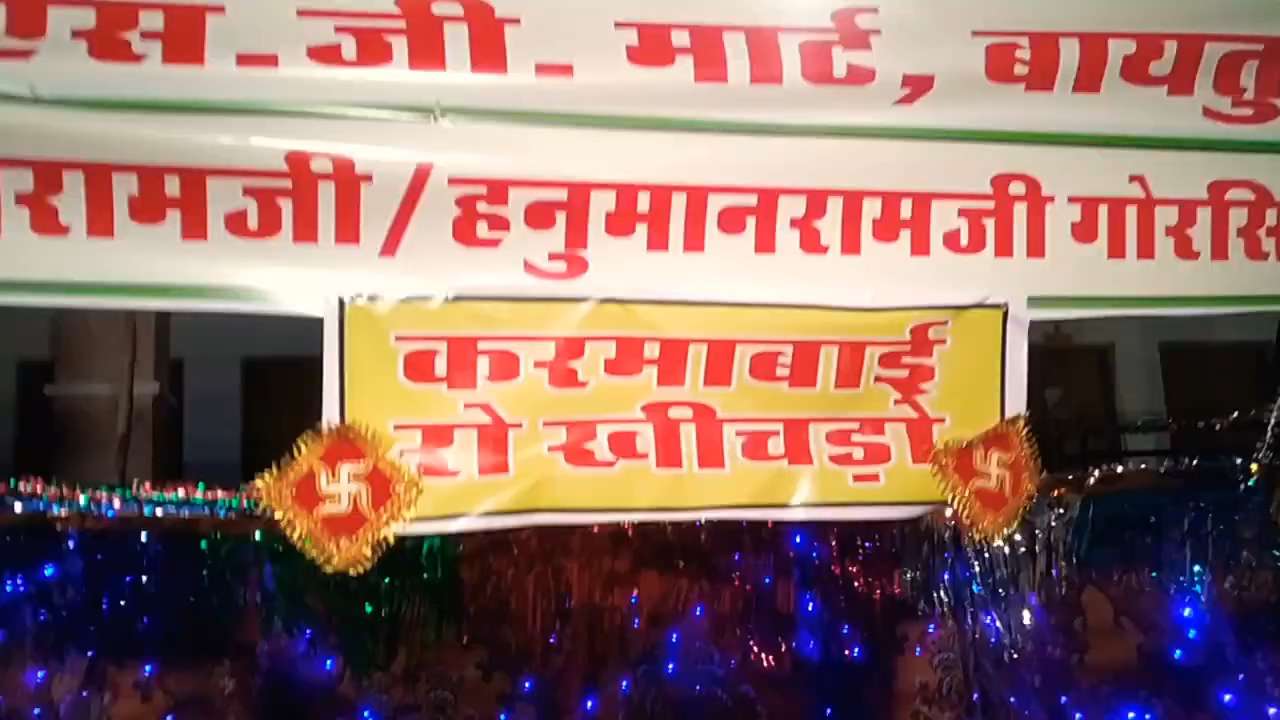 एस.जी. मार्ट, बायतु
रामजी/हनुमानरामजी गोरसि
करमाबाई
रो खीचड़ो